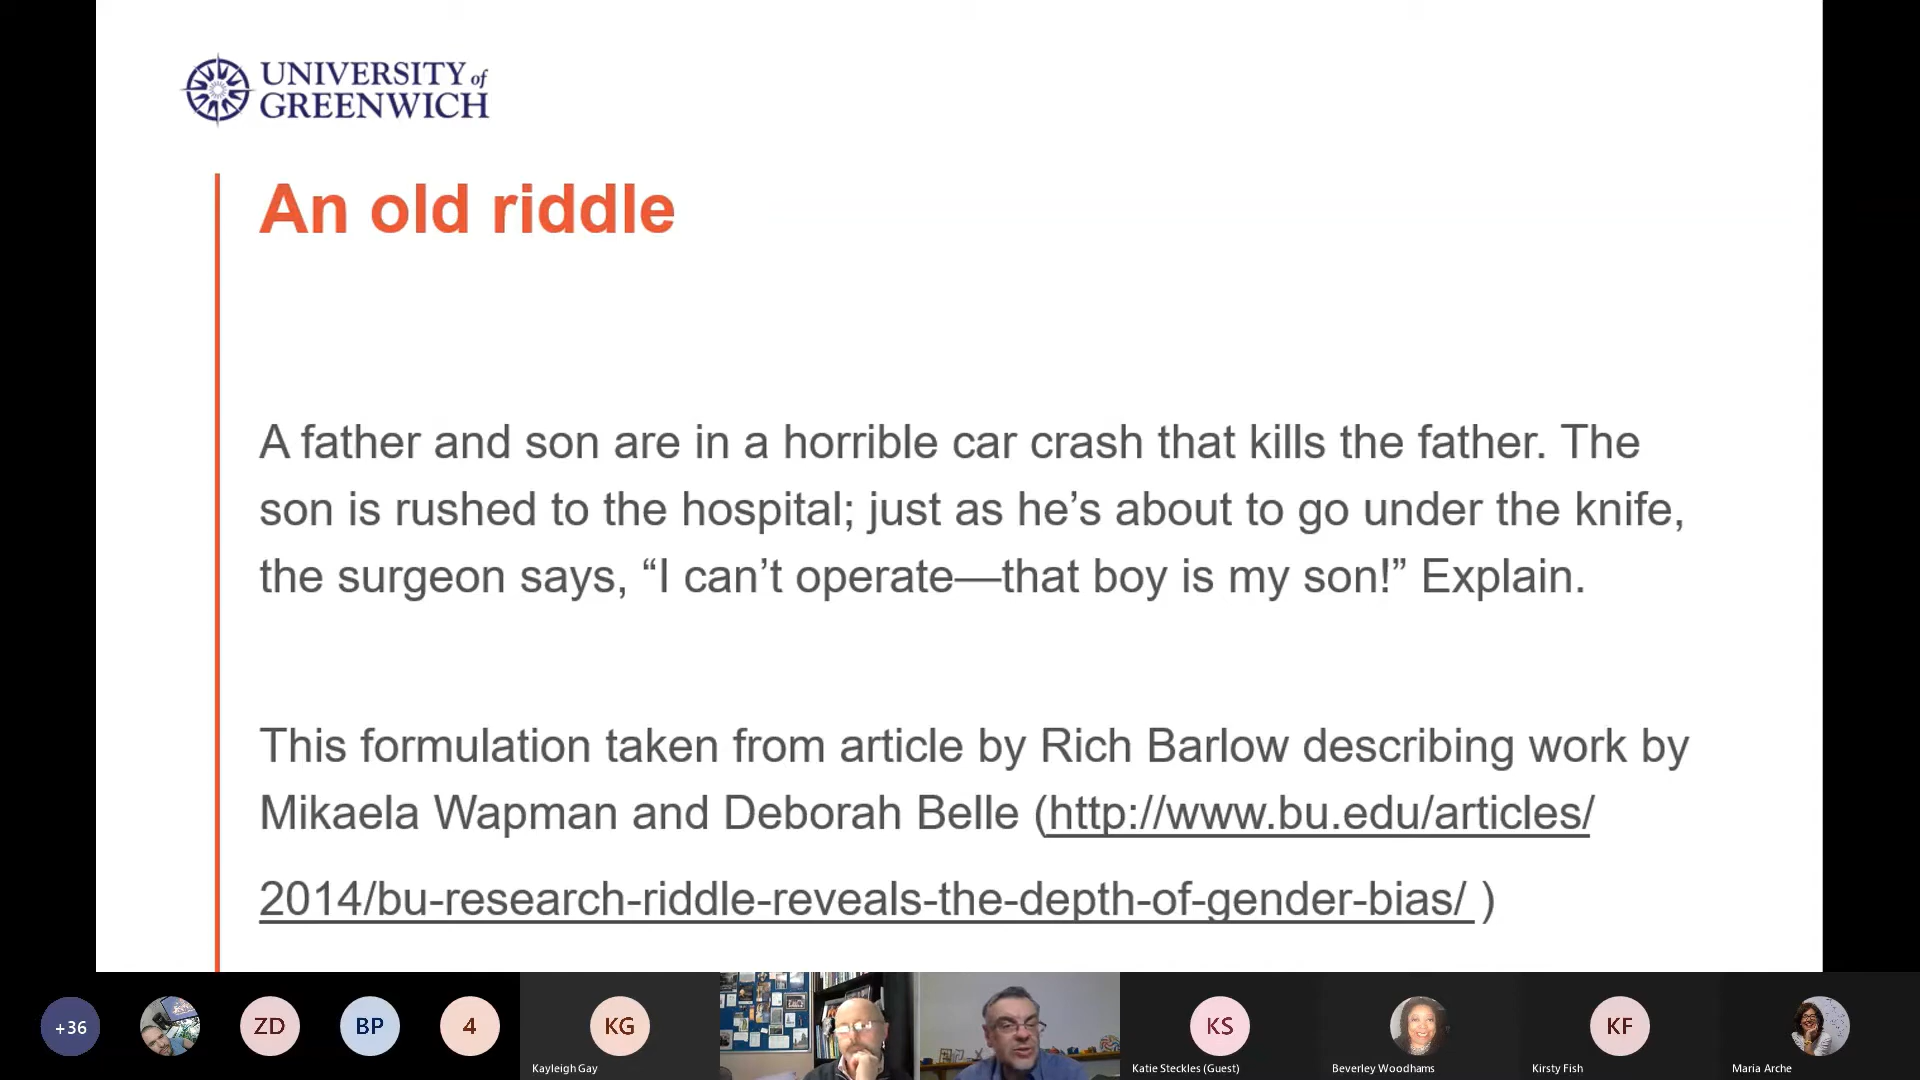 UNIVERSITY of
GREENWICH
An old riddle
A father and son are in a horrible car crash that kills the father. The
son is rushed to the hospital; just as he’s about to go under the knife,
the surgeon says, “I can’t operate—that boy is my son!” Explain.
This formulation taken from article by Rich Barlow describing work by
Mikaela Wapman and Deborah Belle (http://www.bu.edu/articles/
2014/bu-research-riddle-reveals-the-depth-of-gender-bias/ )
+36
ZD
BP
4
KG
KS
KF
Kayleigh Gay
Katie Steckles (Guest)
Beverley Woodhams
Kirsty Fish
Maria Arche